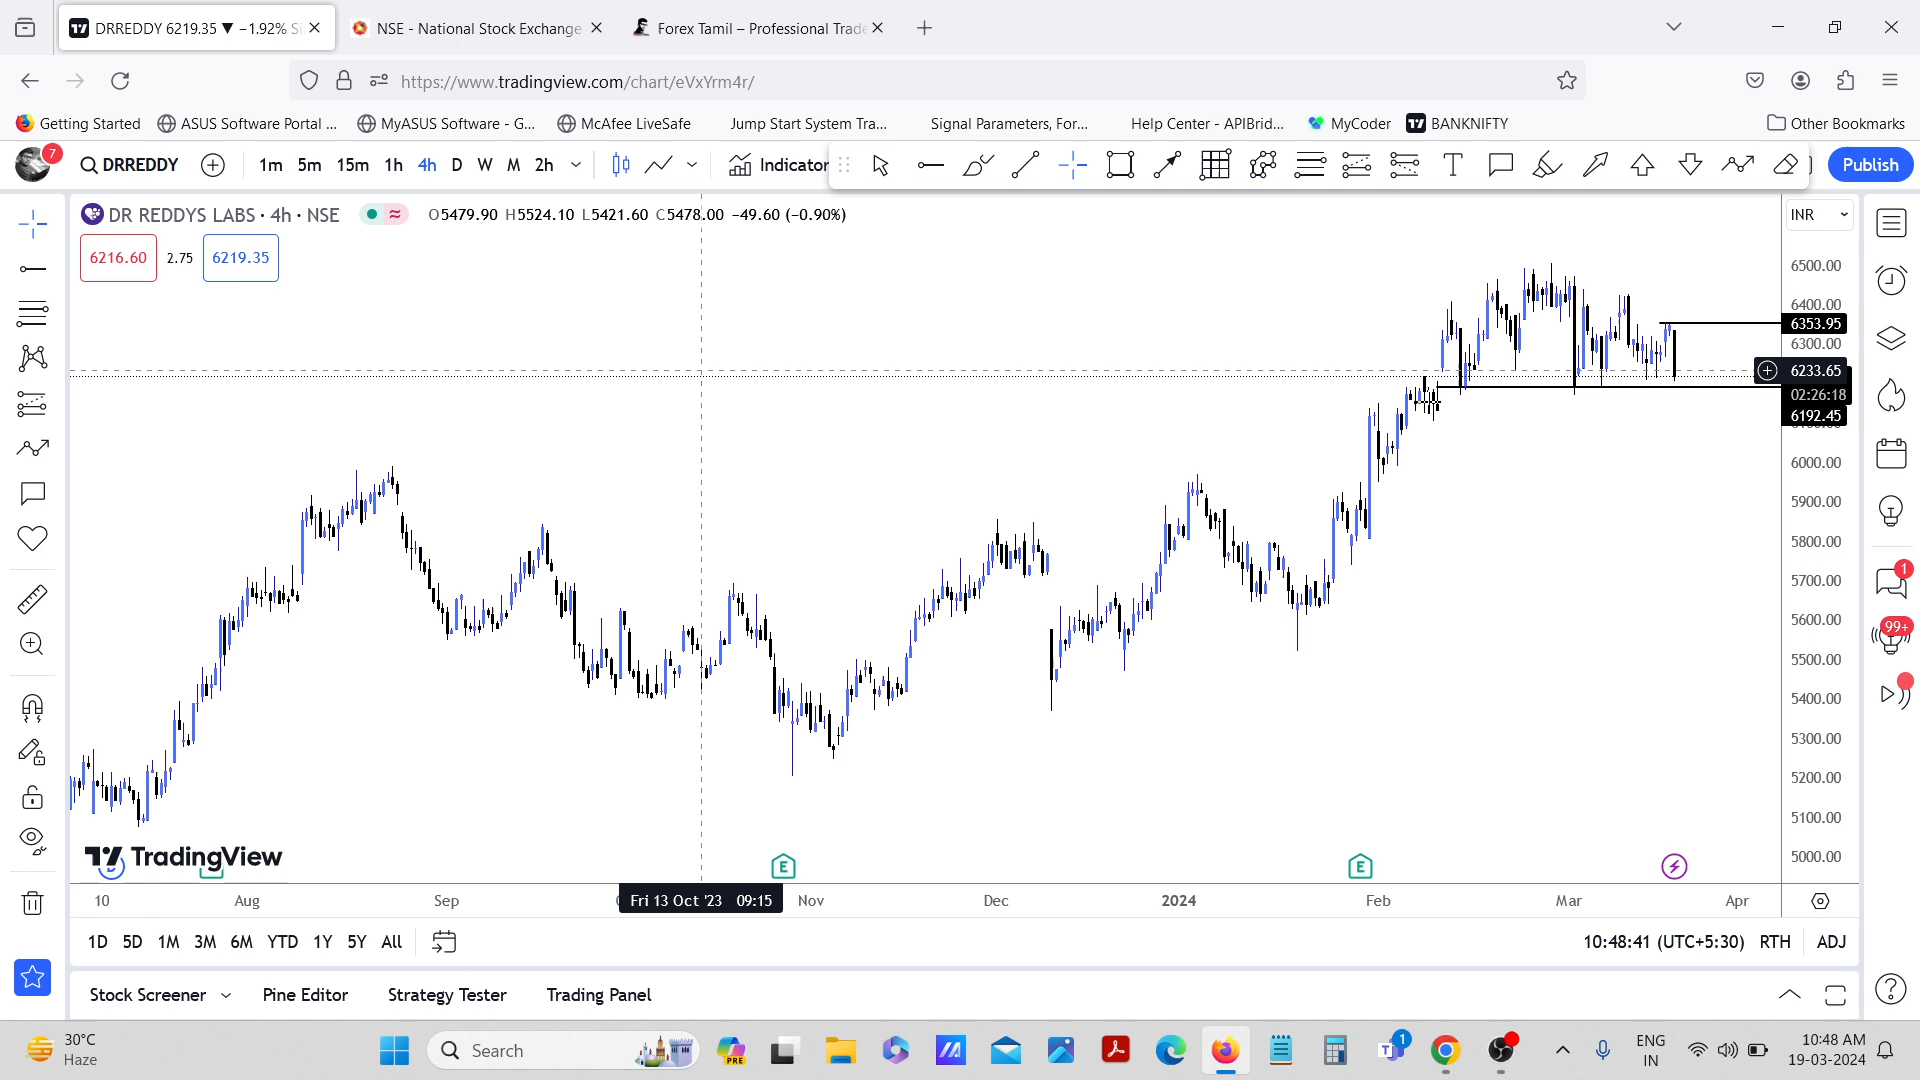 DRREDDY 6219.35 ▼ −1.92% Si
NSE - National Stock Exchange
Forex Tamil – Professional Trade
https://www.tradingview.com/chart/eVxYrm4r/
Getting Started
ASUS Software Portal ...
MyASUS Software - G...
McAfee LiveSafe
Jump Start System Tra...
Signal Parameters, For...
Help Center - APIBrid...
MyCoder
BANKNIFTY
Other Bookmarks
7
DRREDDY
1m 5m 15m 1h 4h D W M 2h
Indicator
Publish
DR REDDYS LABS · 4h · NSE
O5479.90 H5524.10 L5421.60 C5478.00 −49.60 (−0.90%)
INR
6216.60 2.75 6219.35
6500.00
6400.00
6353.95
6300.00
6233.65
02:26:18
6192.45
6000.00
5900.00
5800.00
5700.00
5600.00
5500.00
5400.00
5300.00
5200.00
5100.00
5000.00
1
99+
TradingView
E
E
10 Aug Sep Fri 13 Oct '23 09:15 Nov Dec 2024 Feb Mar Apr
1D 5D 1M 3M 6M YTD 1Y 5Y All
10:48:41 (UTC+5:30) RTH ADJ
Stock Screener Pine Editor Strategy Tester Trading Panel
30°C
Haze
Search
PRE
1
ENG
IN
10:48 AM
19-03-2024